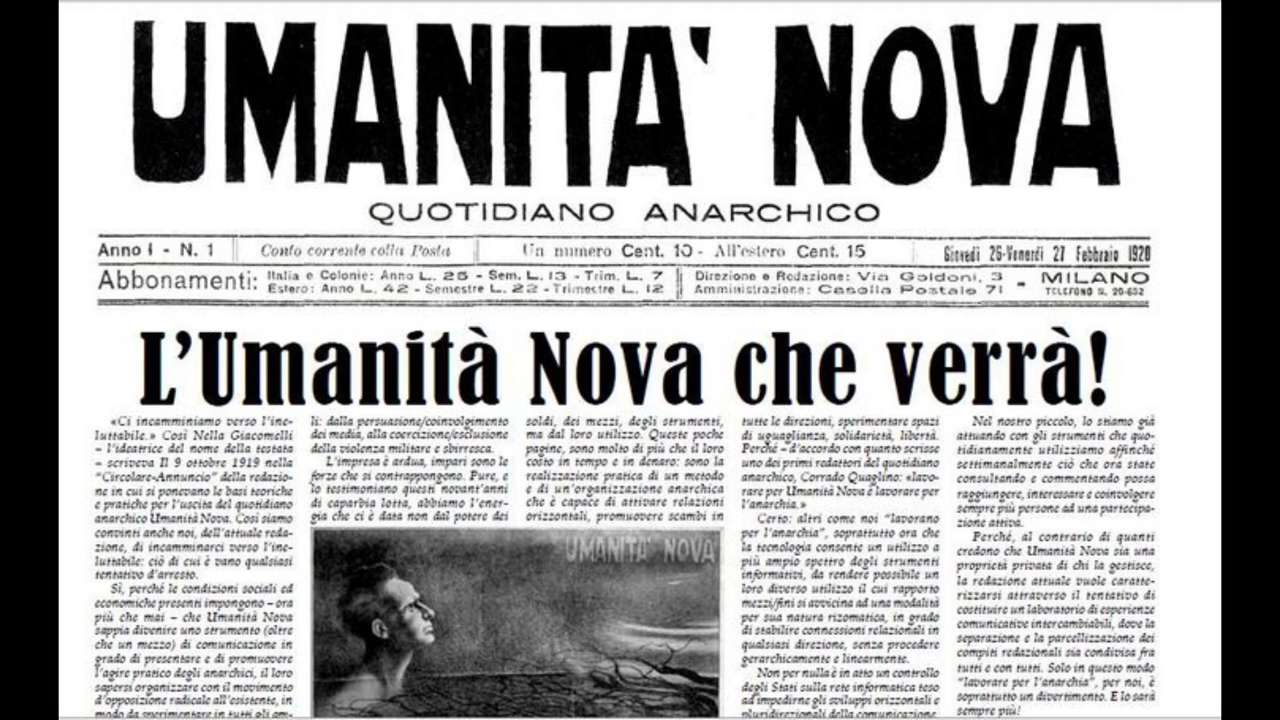 UMANITA' NOVA
QUOTIDIANO ANARCHICO
Anno I - N. 1
Conto corrente colla Posta
Un numero Cent. 10 - All'estero Cent. 15
Giovedì 26-Venerdì 27 Febbraio 1920
Abbonamenti:
Italia e Colonie: Anno L. 25 - Sem. L. 13 - Trim. L. 7
Estero: Anno L. 42 - Semestre L. 22 - Trimestre L. 12
Direzione e Redazione: Via Goldoni, 3
Amministrazione: Casella Postale 71
- MILANO
TELEFONO N. 20-652
L'Umanità Nova che verrà!
«Ci incamminiamo verso l'ine-
luttabile.» Così Nella Giacomelli
– l'ideatrice del nome della testata
– scriveva Il 9 ottobre 1919 nella
"Circolare-Annuncio" della redazio-
ne in cui si ponevano le basi teoriche
e pratiche per l'uscita del quotidiano
anarchico Umanità Nova. Così siamo
convinti anche noi, dell'attuale reda-
zione, di incamminarci verso l'ine-
luttabile: ciò di cui è vano qualsiasi
tentativo d'arresto.
Sì, perché le condizioni sociali ed
economiche presenti impongono – ora
più che mai – che Umanità Nova
sappia divenire uno strumento (oltre
che un mezzo) di comunicazione in
grado di presentare e di promuovere
l'agire pratico degli anarchici, il loro
sapersi organizzare con il movimento
d'opposizione radicale all'esistente, in
modo da sperimentare in tutti gli am-
li: dalla persuasione/coinvolgimento
dei media, alla coercizione/esclusione
della violenza militare e sbirresca.
L'impresa è ardua, impari sono le
forze che si contrappongono. Pure, e
lo testimoniano questi novant'anni
di caparbia lotta, abbiamo l'ener-
gia che ci è data non dal potere dei
soldi, dei mezzi, degli strumenti,
ma dal loro utilizzo. Queste poche
pagine, sono molto di più che il loro
costo in tempo e in denaro: sono la
realizzazione pratica di un metodo
e di un'organizzazione anarchica
che è capace di attivare relazioni
orizzontali, promuovere scambi in
UMANITA' NOVA
tutte le direzioni, sperimentare spazi
di uguaglianza, solidarietà, libertà.
Perché – d'accordo con quanto scrisse
uno dei primi redattori del quotidiano
anarchico, Corrado Quaglino: «lavo-
rare per Umanità Nova è lavorare per
l'anarchia.»
Certo: altri come noi "lavorano
per l'anarchia", soprattutto ora che
la tecnologia consente un utilizzo a
più ampio spettro degli strumenti
informativi, da rendere possibile un
loro diverso utilizzo il cui rapporto
mezzi/fini si avvicina ad una modalità
per sua natura rizomatica, in grado
di stabilire connessioni relazionali in
qualsiasi direzione, senza procedere
gerarchicamente e linearmente.
Non per nulla è in atto un controllo
degli Stati sulla rete informatica teso
ad impedirne gli sviluppi orizzontali e
pluridirezionali della comunicazione.
Nel nostro piccolo, lo stiamo già
attuando con gli strumenti che quo-
tidianamente utilizziamo affinché
settimanalmente ciò che ora state
consultando e commentando possa
raggiungere, interessare e coinvolgere
sempre più persone ad una partecipa-
zione attiva.
Perché, al contrario di quanti
credono che Umanità Nova sia una
proprietà privata di chi la gestisce,
la redazione attuale vuole caratte-
rizzarsi attraverso il tentativo di
costituire un laboratorio di esperienze
comunicative intercambiabili, dove la
separazione e la parcellizzazione dei
compiti redazionali sia condivisa fra
tutti e con tutti. Solo in questo modo
"lavorare per l'anarchia", per noi, è
soprattutto un divertimento. E lo sarà
sempre più!